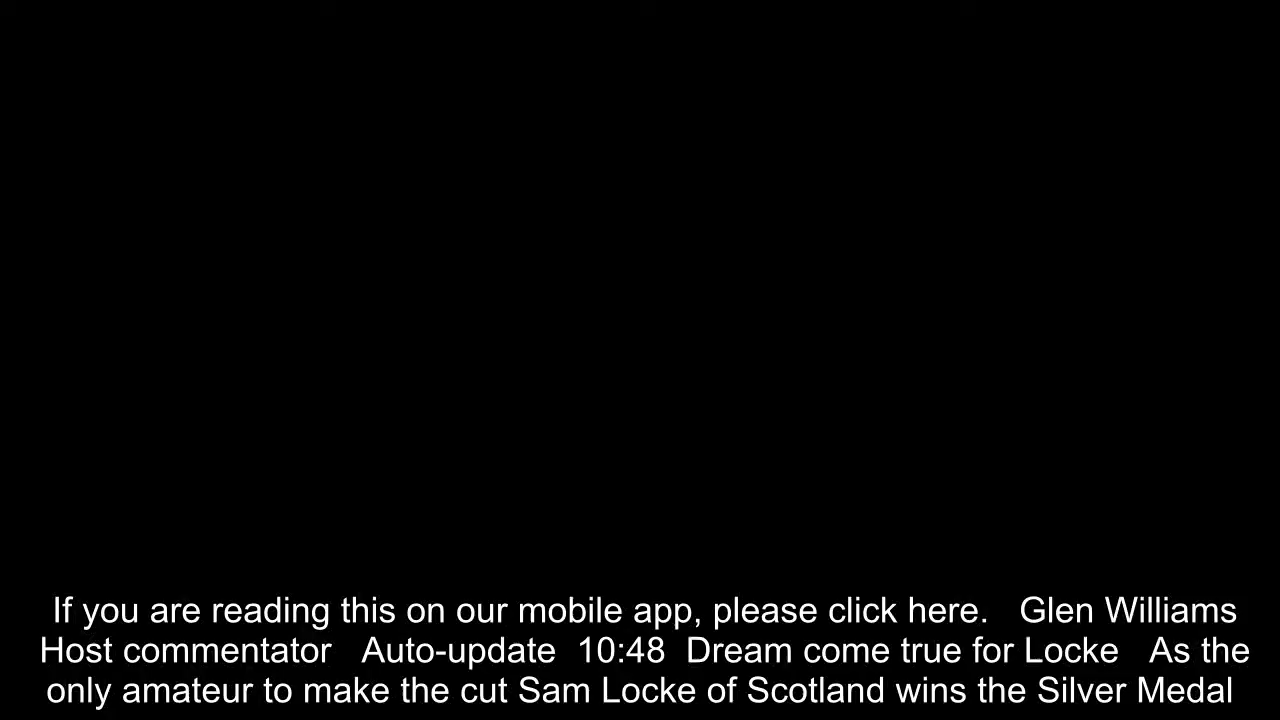 If you are reading this on our mobile app, please click here.   Glen Williams
Host commentator   Auto-update  10:48  Dream come true for Locke   As the
only amateur to make the cut Sam Locke of Scotland wins the Silver Medal